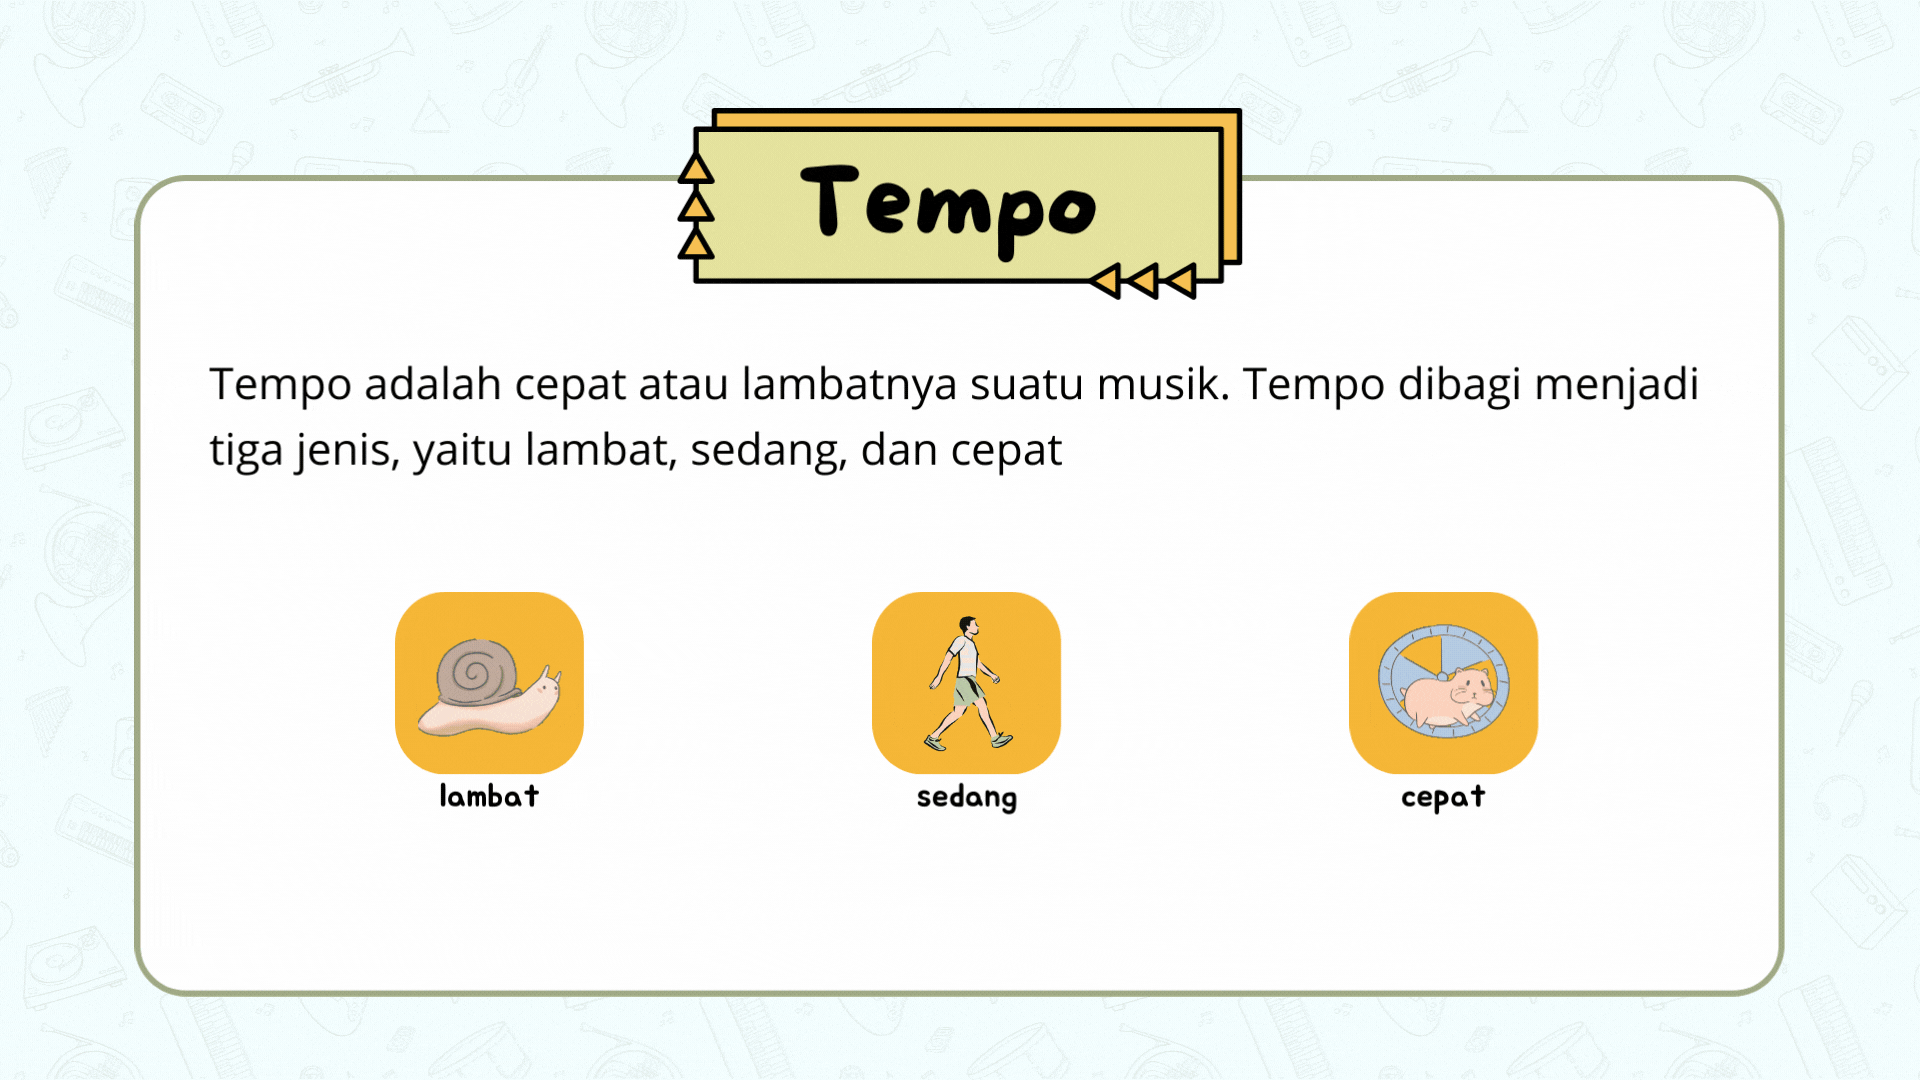 Tempo
Tempo adalah cepat atau lambatnya suatu musik. Tempo dibagi menjadi
tiga jenis, yaitu lambat, sedang, dan cepat
lambat
sedang
cepat